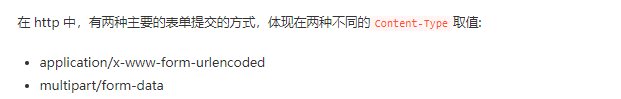 在 http 中，有两种主要的表单提交的方式，体现在两种不同的 Content-Type 取值:
application/x-www-form-urlencoded
multipart/form-data